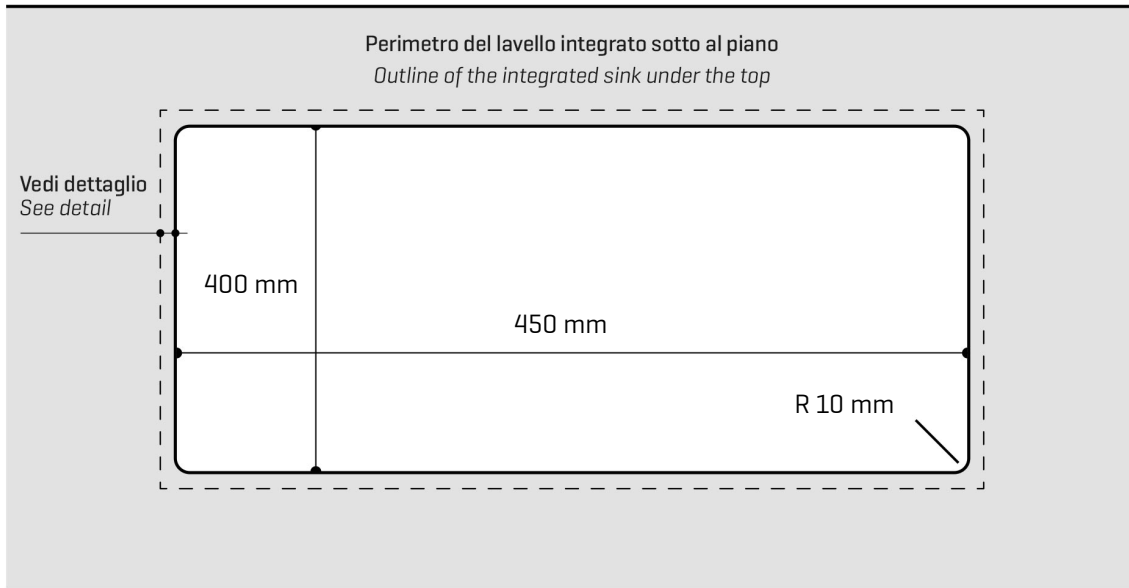 Perimetro del lavello integrato sotto al piano
Outline of the integrated sink under the top
Vedi dettaglio
See detail
400 mm
450 mm
R 10 mm